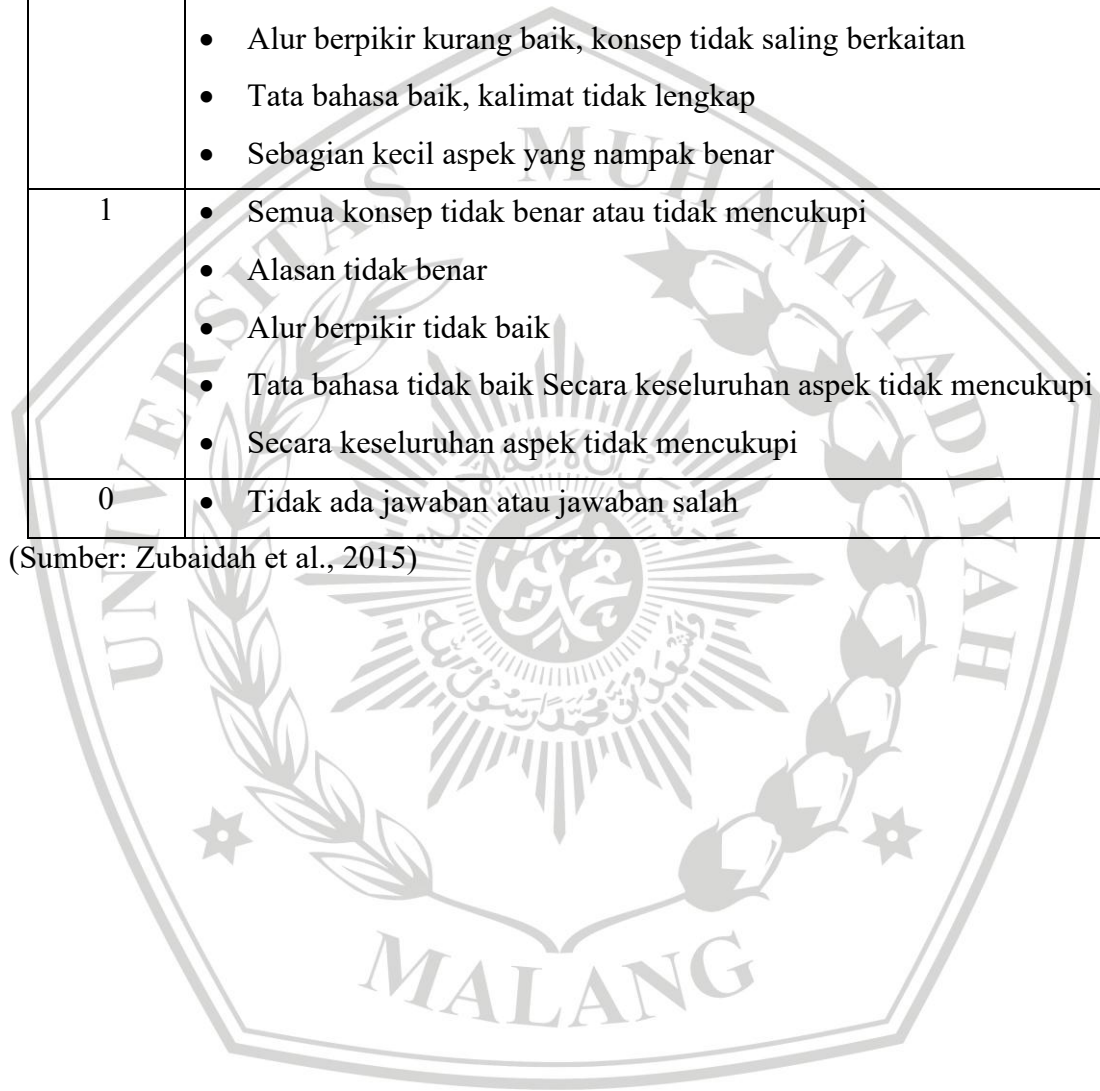 • Alur berpikir kurang baik, konsep tidak saling berkaitan
• Tata bahasa baik, kalimat tidak lengkap
• Sebagian kecil aspek yang nampak benar
1 • Semua konsep tidak benar atau tidak mencukupi
• Alasan tidak benar
• Alur berpikir tidak baik
• Tata bahasa tidak baik Secara keseluruhan aspek tidak mencukupi
• Secara keseluruhan aspek tidak mencukupi
0 • Tidak ada jawaban atau jawaban salah
(Sumber: Zubaidah et al., 2015)
UNIVERSITAS MUHAMMADIYAH
MALANG